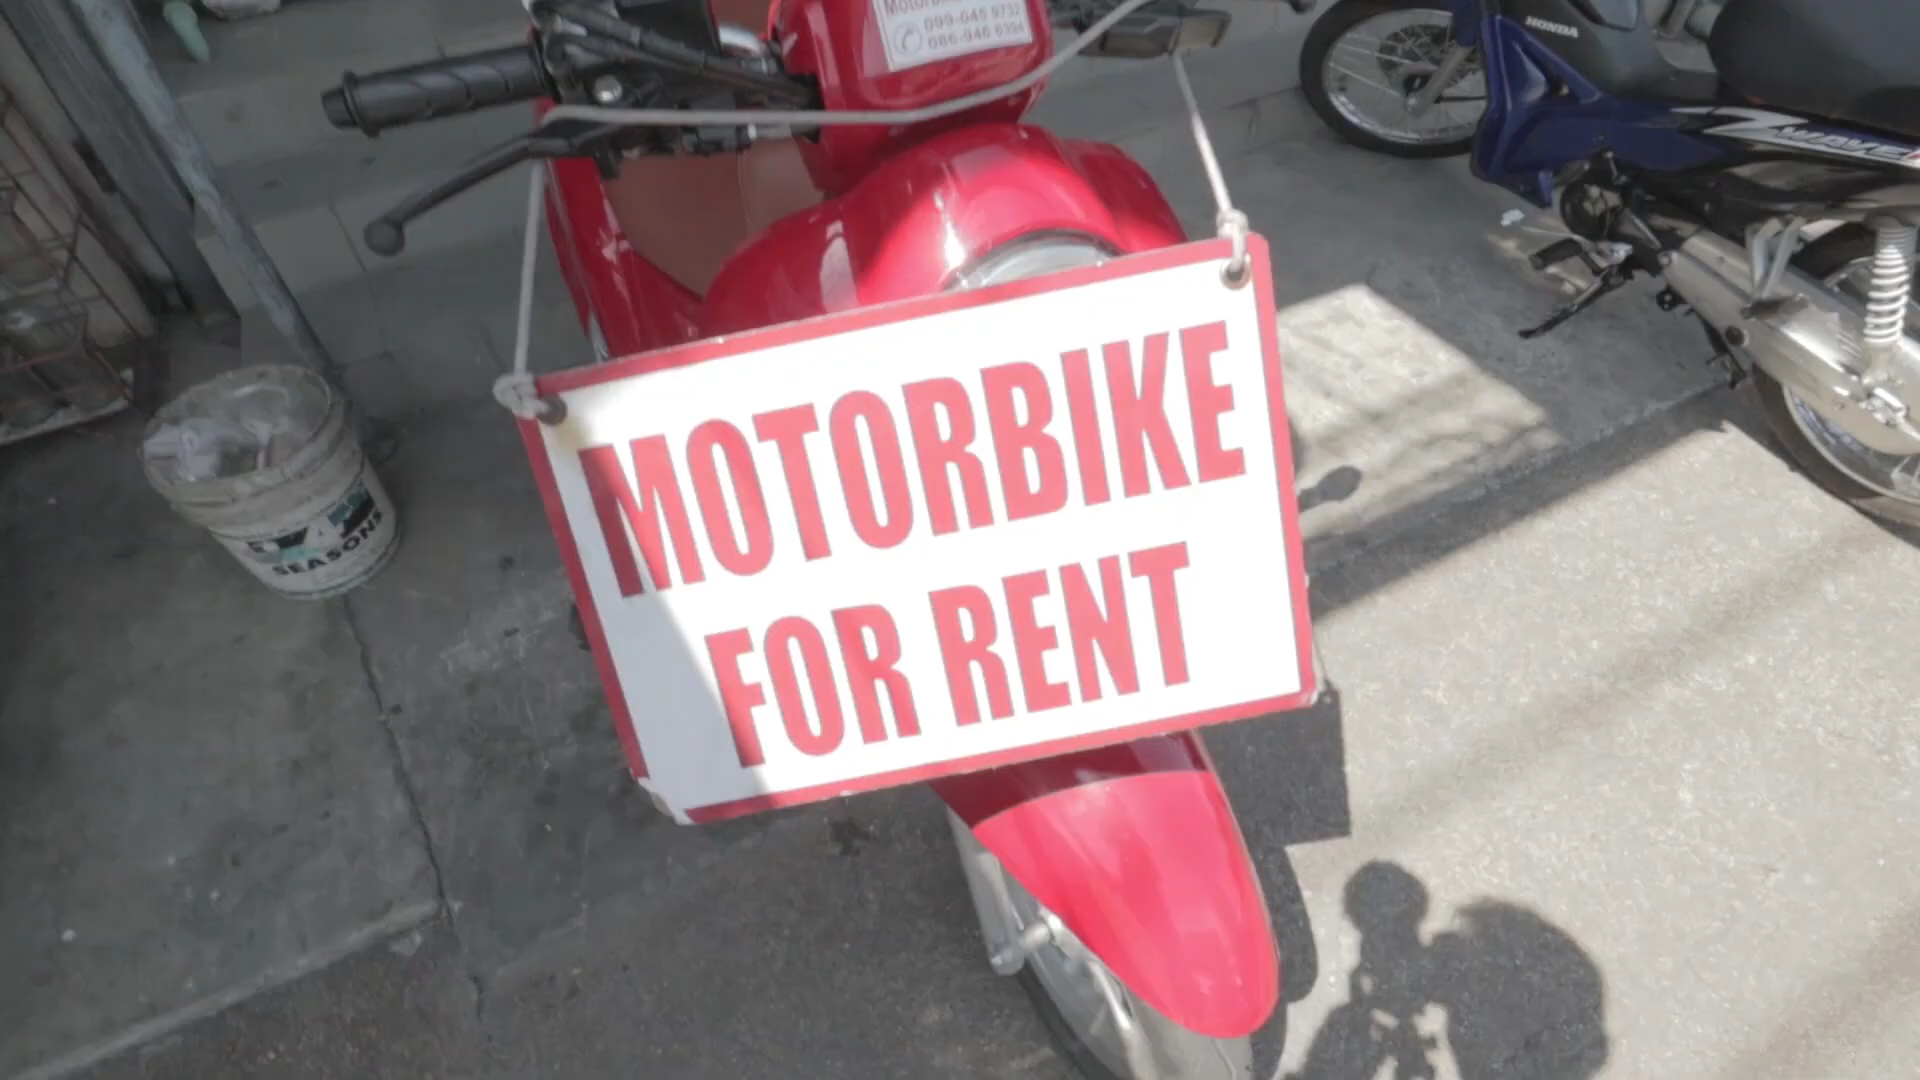 099-045 9732
086-946 6394
HONDA
MOTORBIKE
FOR RENT
SEASONS